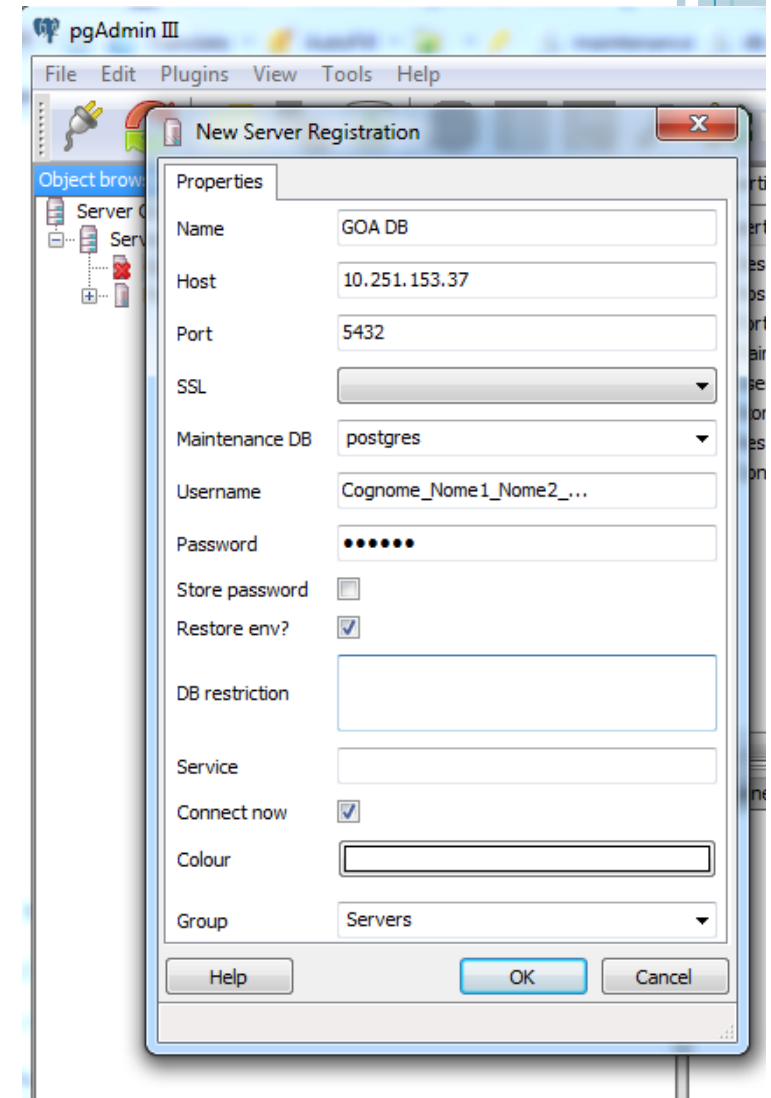 pgAdmin III
File Edit Plugins View Tools Help
New Server Registration
Object brow
Properties
Server
Serv
Name GOA DB
Host 10.251.153.37
Port 5432
SSL
Maintenance DB postgres
Username Cognome_Nome1_Nome2_...
Password ●●●●●●
Store password
Restore env?
DB restriction
Service
Connect now
Colour
Group Servers
Help OK Cancel